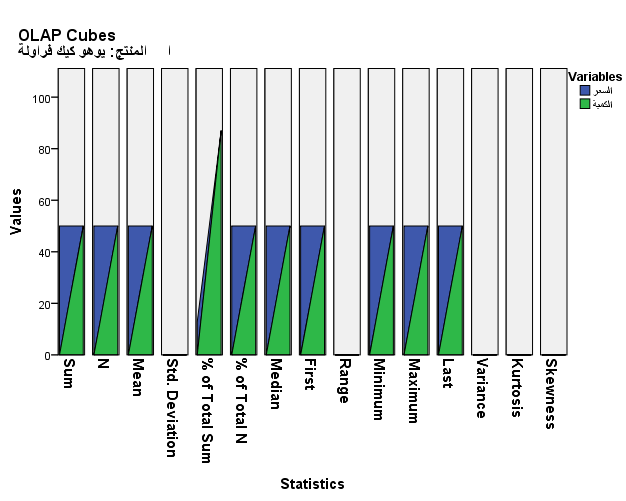 OLAP Cubes
ا المنتج: يوهو كيك فراولة
Variables
السعر
الكمية
Values
100
80
60
40
20
0
Sum
N
Mean
Std. Deviation
% of Total Sum
% of Total N
Median
First
Range
Minimum
Maximum
Last
Variance
Kurtosis
Skewness
Statistics